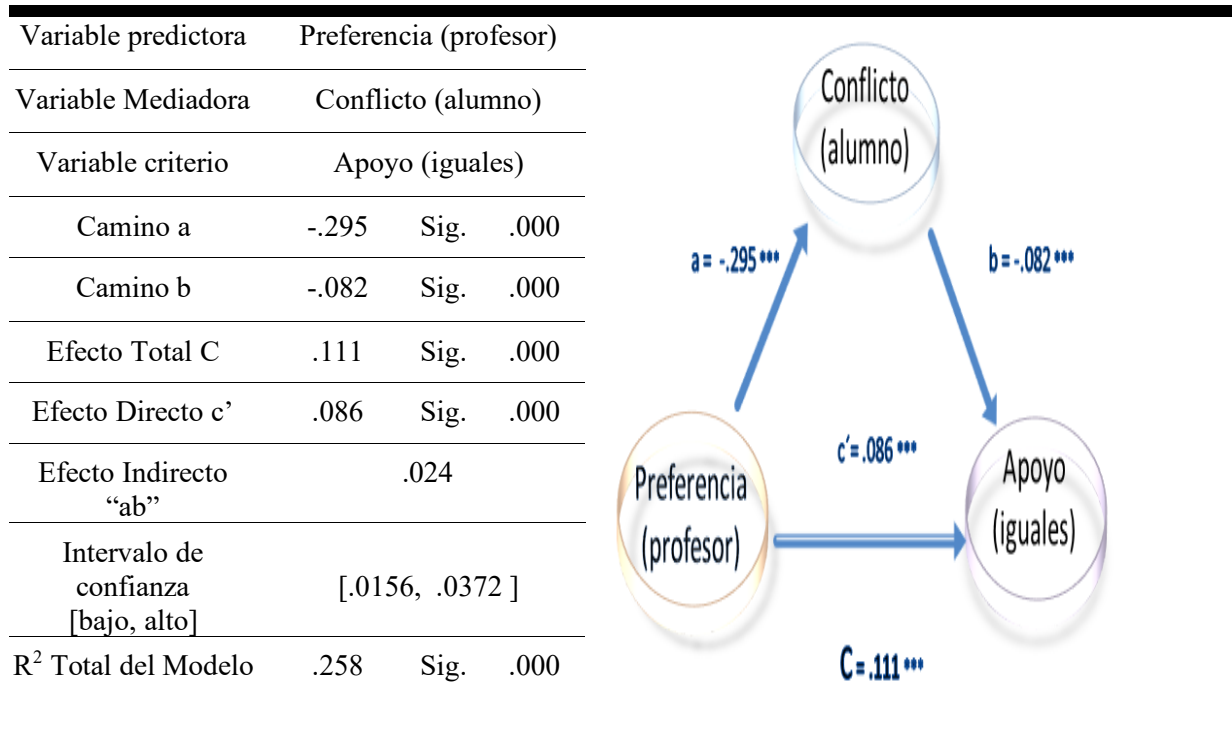 Variable predictora Preferencia (profesor)
Variable Mediadora Conflicto (alumno)
Variable criterio Apoyo (iguales)
Camino a -.295 Sig. .000
Camino b -.082 Sig. .000
Efecto Total C .111 Sig. .000
Efecto Directo c’ .086 Sig. .000
Efecto Indirecto
“ab” .024
Intervalo de
confianza
[bajo, alto]
[.0156, .0372 ]
R² Total del Modelo .258 Sig. .000
Conflicto
(alumno)
a = -.295 ***
b = -.082 ***
c´= .086 ***
Preferencia
(profesor)
Apoyo
(iguales)
C = .111 ***